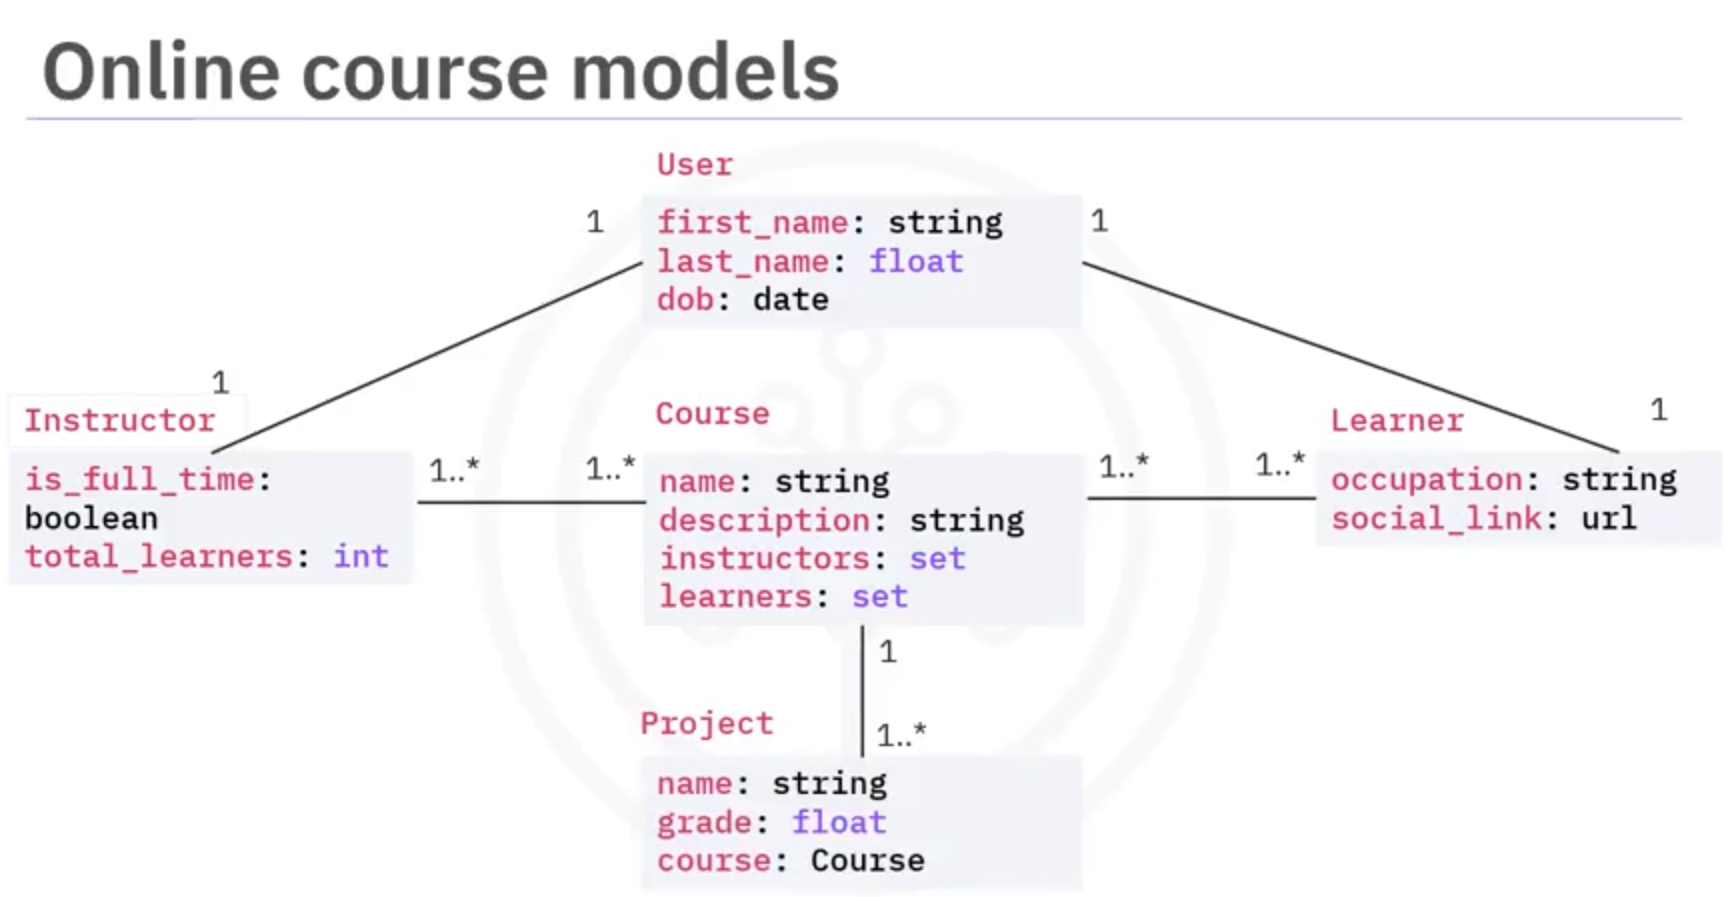 Online course models
User
1
first_name: string
1
last_name: float
dob: date
1
Instructor
is_full_time:
boolean
total_learners: int
1..*
1..*
Course
name: string
description: string
instructors: set
learners: set
1..*
1..*
1
Learner
occupation: string
social_link: url
1
1..*
Project
name: string
grade: float
course: Course